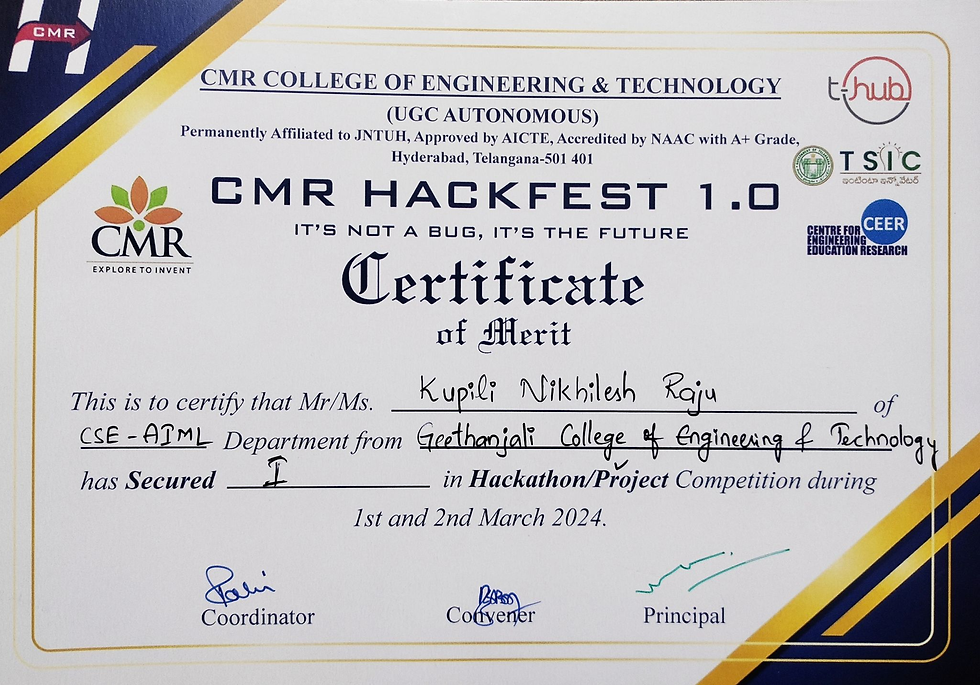 CMR
CMR COLLEGE OF ENGINEERING & TECHNOLOGY
(UGC AUTONOMOUS)
Permanently Affiliated to JNTUH, Approved by AICTE, Accredited by NAAC with A+ Grade,
Hyderabad, Telangana-501 401
t-hub
TSIC
ఇంటింటా ఇన్నోవేటర్
CMR HACKFEST 1.0
IT'S NOT A BUG, IT'S THE FUTURE
CMR
EXPLORE TO INVENT
CEER
CENTRE FOR
ENGINEERING
EDUCATION RESEARCH
Certificate
of Merit
This is to certify that Mr/Ms. Kupili Nikhilesh Raju of
CSE-AIML Department from Geethanjali College of Engineering & Technology
has Secured I in Hackathon/Project Competition during
1st and 2nd March 2024.
Coordinator Convener Principal